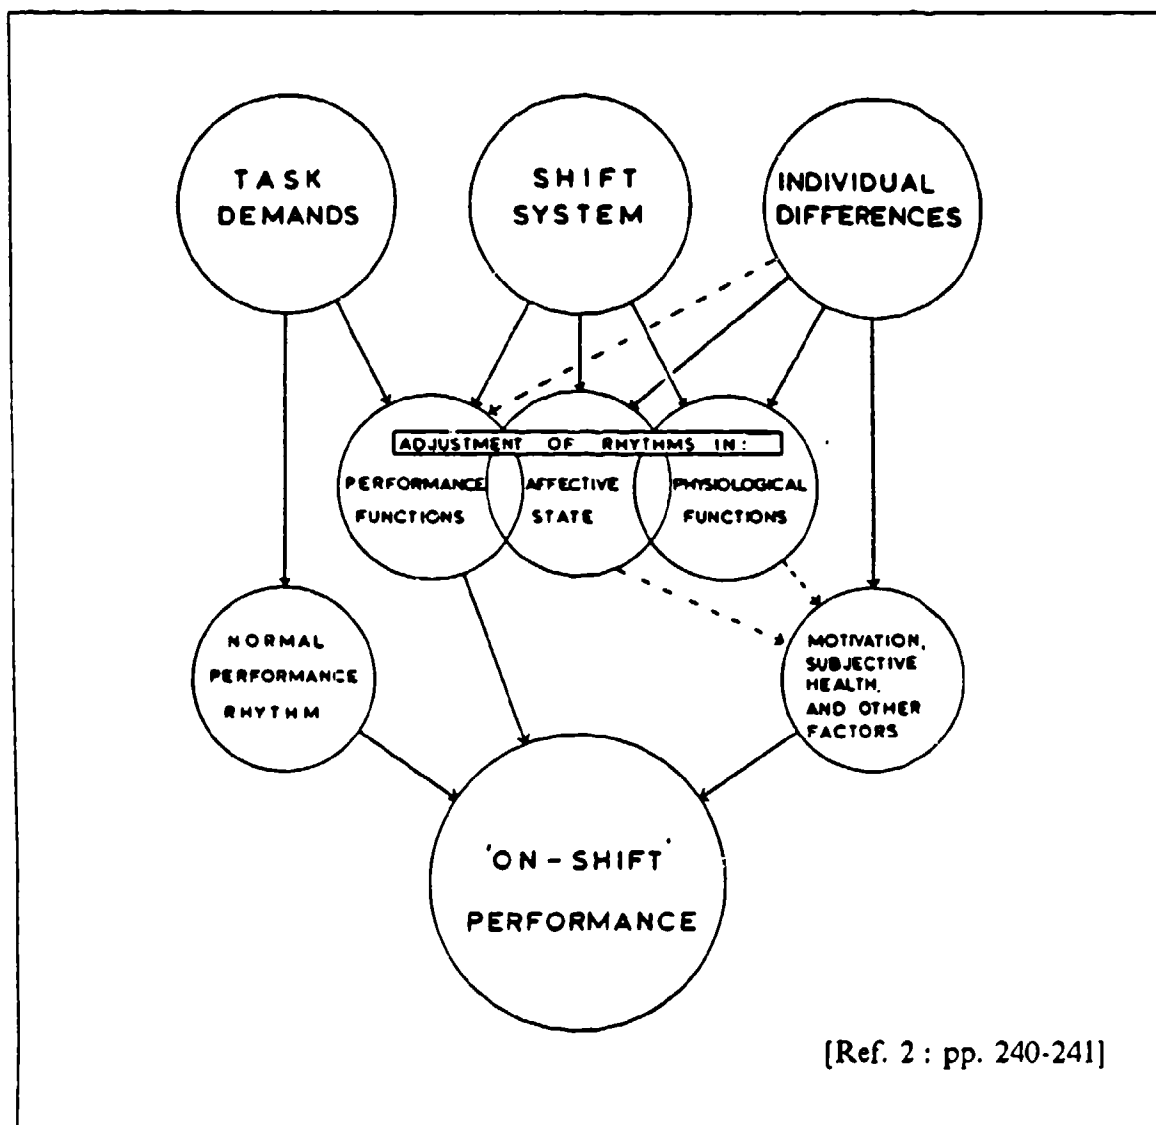 TASK
DEMANDS
SHIFT
SYSTEM
INDIVIDUAL
DIFFERENCES
ADJUSTMENT OF RHYTHMS IN:
PERFORMANCE
FUNCTIONS
AFFECTIVE
STATE
PHYSIOLOGICAL
FUNCTIONS
NORMAL
PERFORMANCE
RHYTHM
MOTIVATION,
SUBJECTIVE
HEALTH,
AND OTHER
FACTORS
'ON-SHIFT'
PERFORMANCE
[Ref. 2 : pp. 240-241]